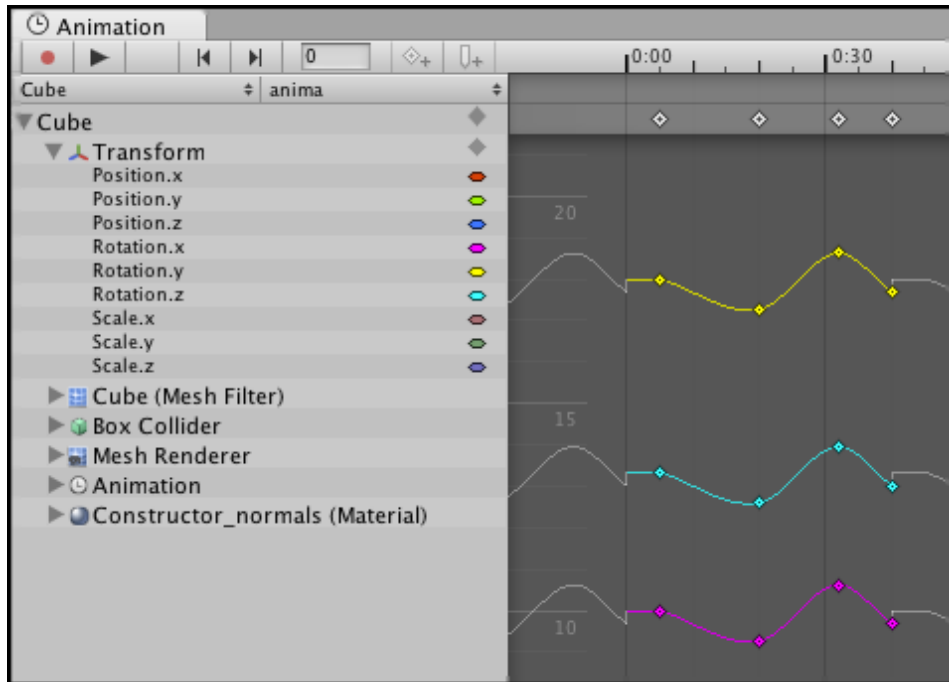 Animation
0
0:00
0:30
Cube
anima
Cube
Transform
Position.x
Position.y
Position.z
Rotation.x
Rotation.y
Rotation.z
Scale.x
Scale.y
Scale.z
Cube (Mesh Filter)
Box Collider
Mesh Renderer
Animation
Constructor_normals (Material)
20
15
10